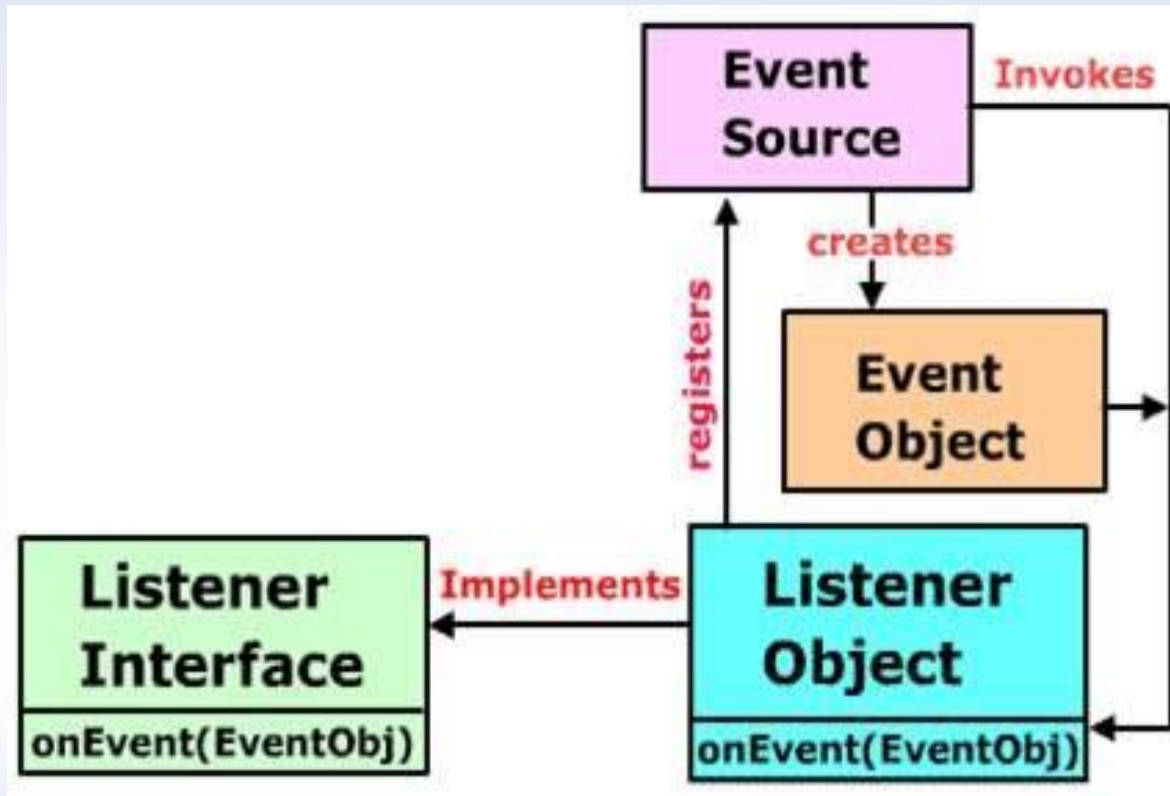 Event
Source
Invokes
creates
registers
Event
Object
Listener
Interface
onEvent(EventObj)
Implements
Listener
Object
onEvent(EventObj)